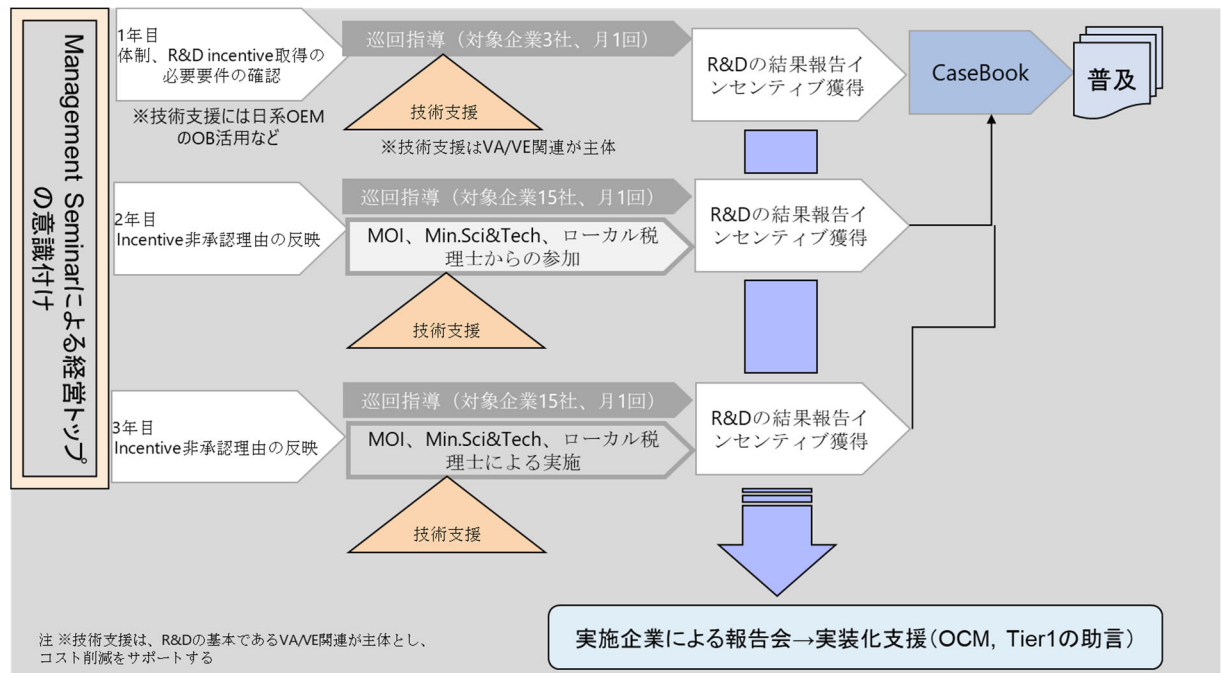 Management Seminarによる経営トップ
の意識付け
1年目
体制、R&D incentive取得の
必要要件の確認
※技術支援には日系OEM
のOB活用など
巡回指導（対象企業3社、月1回）
技術支援
※技術支援はVA/VE関連が主体
R&Dの結果報告イ
ンセンティブ獲得
CaseBook
普及
2年目
Incentive非承認理由の反映
巡回指導（対象企業15社、月1回）
MOI、Min.Sci&Tech、ローカル税
理士からの参加
技術支援
R&Dの結果報告イ
ンセンティブ獲得
3年目
Incentive非承認理由の反映
巡回指導（対象企業15社、月1回）
MOI、Min.Sci&Tech、ローカル税
理士による実施
技術支援
R&Dの結果報告イ
ンセンティブ獲得
実施企業による報告会→実装化支援（OCM, Tier1の助言）
注 ※技術支援は、R&Dの基本であるVA/VE関連が主体とし、
コスト削減をサポートする